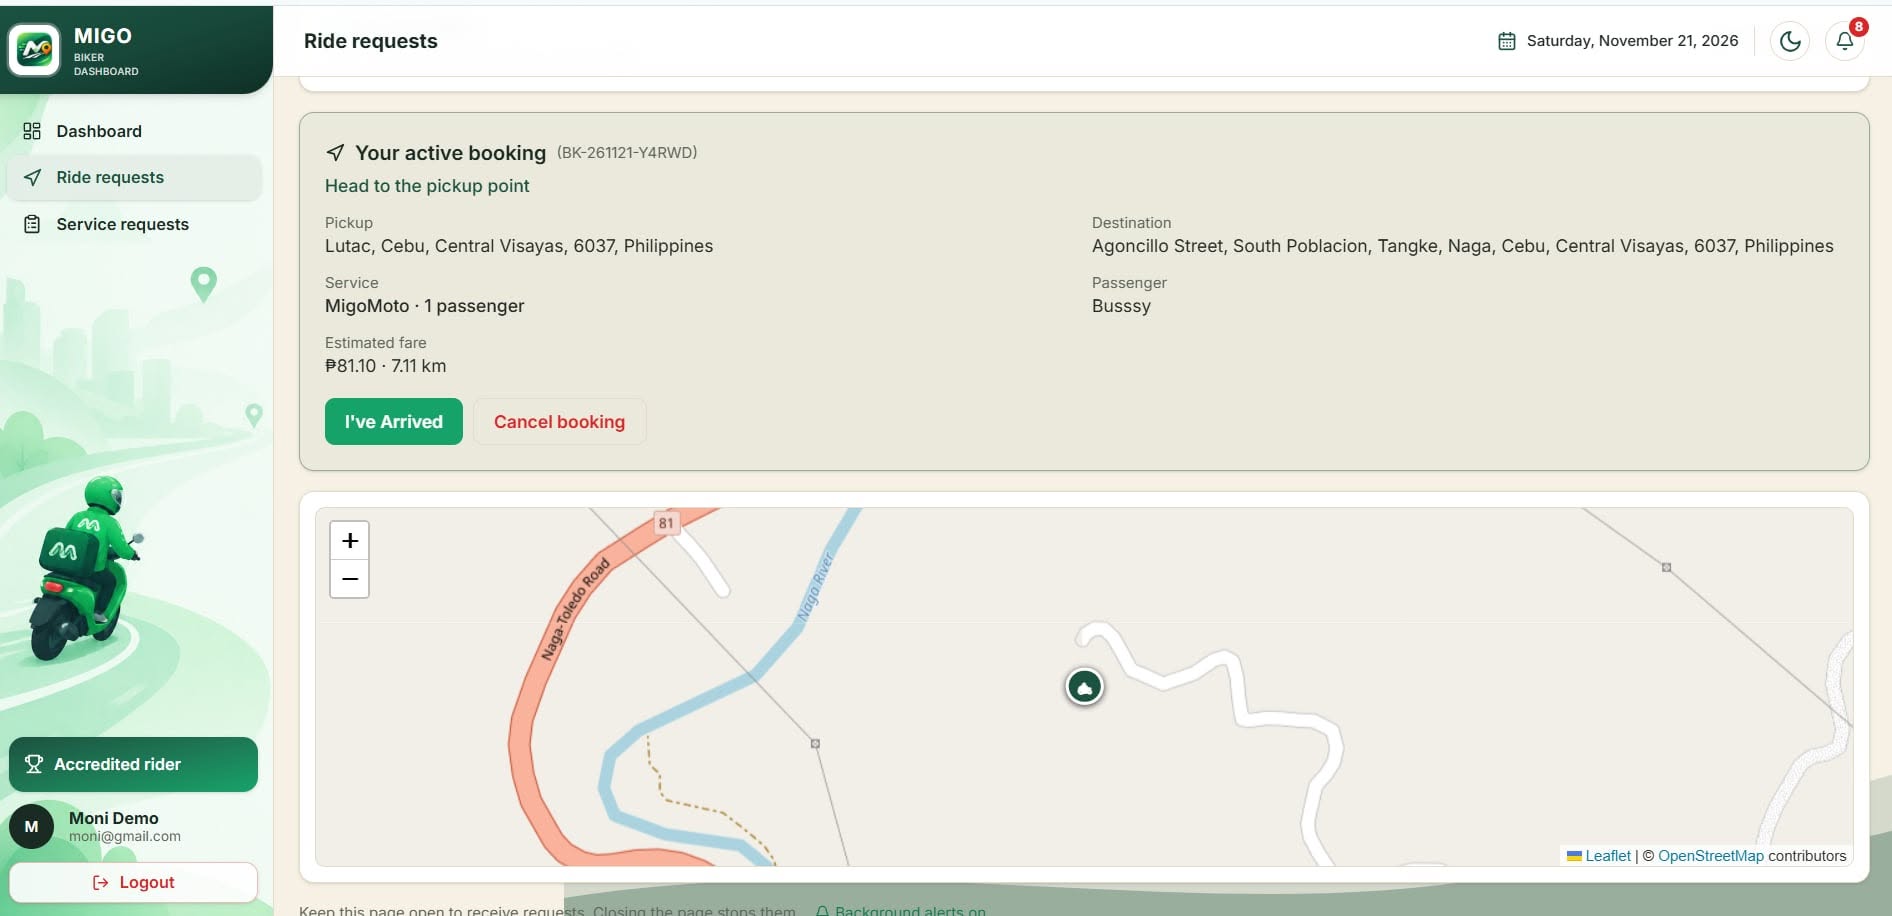 MIGO
BIKER
DASHBOARD
Ride requests
Saturday, November 21, 2026
8
Dashboard
Ride requests
Service requests
Your active booking (BK-261121-Y4RWD)
Head to the pickup point
Pickup
Lutac, Cebu, Central Visayas, 6037, Philippines
Destination
Agoncillo Street, South Poblacion, Tangke, Naga, Cebu, Central Visayas, 6037, Philippines
Service
MigoMoto · 1 passenger
Passenger
Busssy
Estimated fare
₱81.10 · 7.11 km
I've Arrived
Cancel booking
+
−
81
Naga-Toledo Road
Naga River
Leaflet | © OpenStreetMap contributors
Accredited rider
M
Moni Demo
moni@gmail.com
Logout
Keep this page open to receive requests. Closing the page stops them. Background alerts on